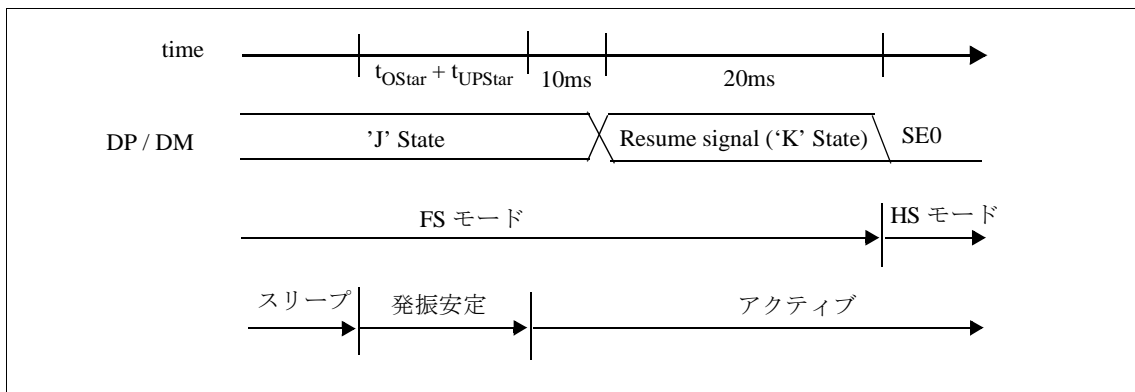 time
tOStar + tUPStar 10ms 20ms
DP / DM 'J' State Resume signal (‘K’ State) SE0
FS モード HS モード
スリープ 発振安定 アクティブ